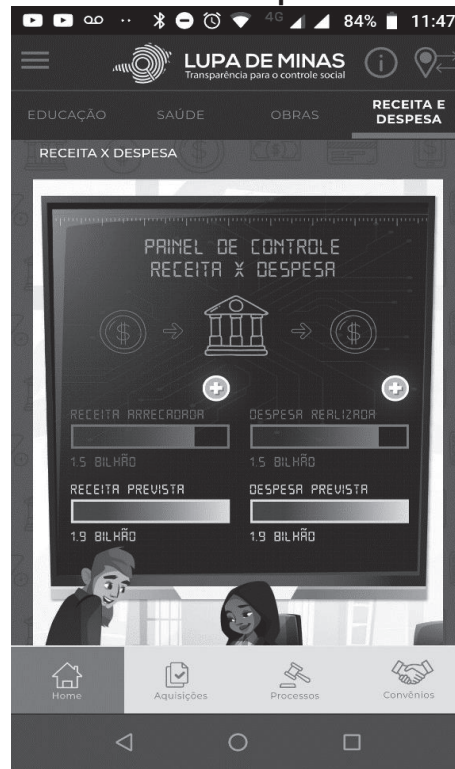 4G 84% 11:47
LUPA DE MINAS
Transparência para o controle social
EDUCAÇÃO SAÚDE OBRAS RECEITA E
DESPESA
RECEITA X DESPESA
PAINEL DE CONTROLE
RECEITA X DESPESA
RECEITA ARRECADADA DESPESA REALIZADA
1.5 BILHÃO 1.5 BILHÃO
RECEITA PREVISTA DESPESA PREVISTA
1.9 BILHÃO 1.9 BILHÃO
Home Aquisições Processos Convênios